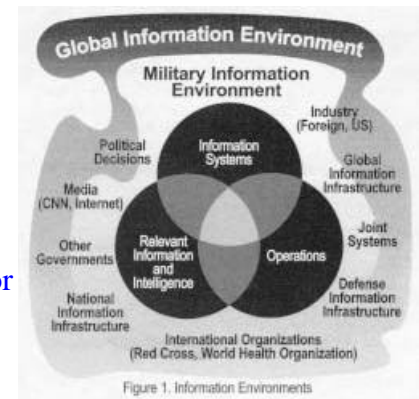 Global Information Environment
Military Information
Environment
Industry
(Foreign, US)
Information
Systems
Political
Decisions
Global
Information
Infrastructure
Media
(CNN, Internet)
Joint
Systems
Relevant
Information
and
Intelligence
Operations
Other
Governments
or
Defense
Information
Infrastructure
National
Information
Infrastructure
International Organizations
(Red Cross, World Health Organization)
Figure 1. Information Environments